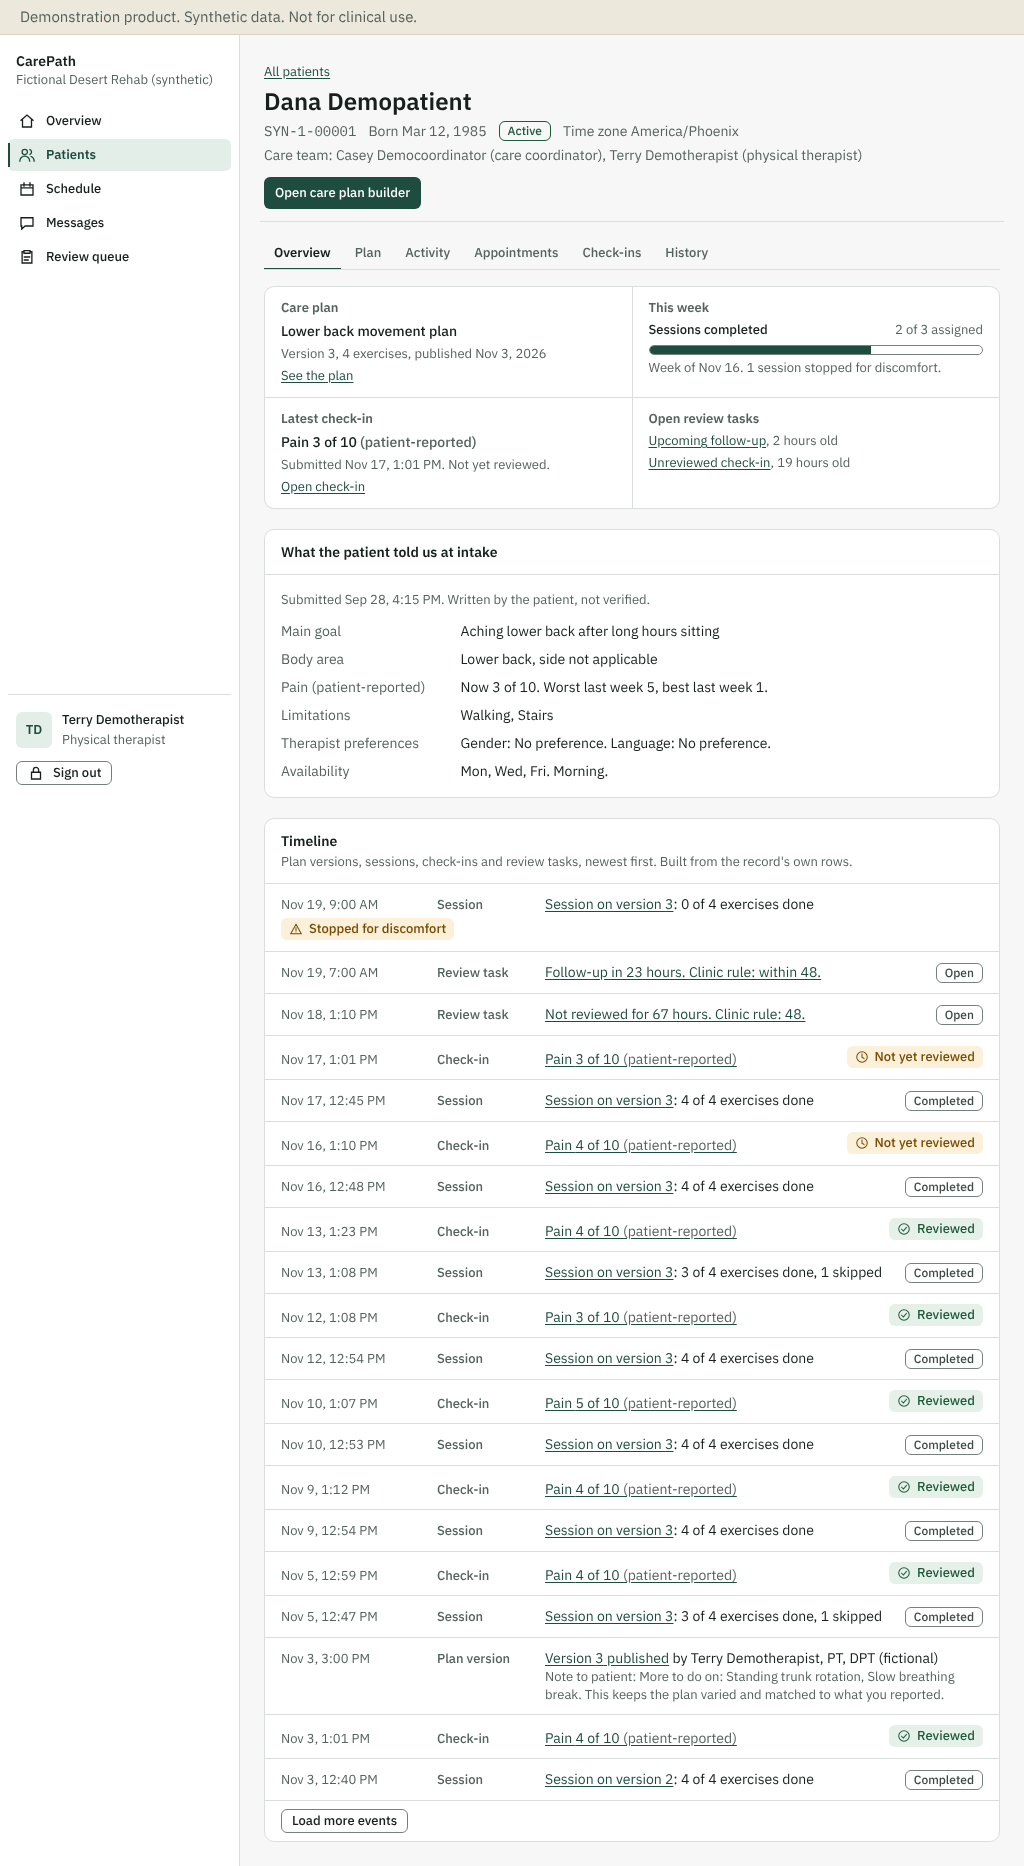 Demonstration product. Synthetic data. Not for clinical use.
CarePath
Fictional Desert Rehab (synthetic)
Overview
Patients
Schedule
Messages
Review queue
TD
Terry Demotherapist
Physical therapist
Sign out
All patients
Dana Demopatient
SYN-1-00001 Born Mar 12, 1985 Active Time zone America/Phoenix
Care team: Casey Democoordinator (care coordinator), Terry Demotherapist (physical therapist)
Open care plan builder
Overview Plan Activity Appointments Check-ins History
Care plan
Lower back movement plan
Version 3, 4 exercises, published Nov 3, 2026
See the plan
This week
Sessions completed 2 of 3 assigned
Week of Nov 16. 1 session stopped for discomfort.
Latest check-in
Pain 3 of 10 (patient-reported)
Submitted Nov 17, 1:01 PM. Not yet reviewed.
Open check-in
Open review tasks
Upcoming follow-up, 2 hours old
Unreviewed check-in, 19 hours old
What the patient told us at intake
Submitted Sep 28, 4:15 PM. Written by the patient, not verified.
Main goal Aching lower back after long hours sitting
Body area Lower back, side not applicable
Pain (patient-reported) Now 3 of 10. Worst last week 5, best last week 1.
Limitations Walking, Stairs
Therapist preferences Gender: No preference. Language: No preference.
Availability Mon, Wed, Fri. Morning.
Timeline
Plan versions, sessions, check-ins and review tasks, newest first. Built from the record's own rows.
Nov 19, 9:00 AM Session Session on version 3: 0 of 4 exercises done
Stopped for discomfort
Nov 19, 7:00 AM Review task Follow-up in 23 hours. Clinic rule: within 48. Open
Nov 18, 1:10 PM Review task Not reviewed for 67 hours. Clinic rule: 48. Open
Nov 17, 1:01 PM Check-in Pain 3 of 10 (patient-reported) Not yet reviewed
Nov 17, 12:45 PM Session Session on version 3: 4 of 4 exercises done Completed
Nov 16, 1:10 PM Check-in Pain 4 of 10 (patient-reported) Not yet reviewed
Nov 16, 12:48 PM Session Session on version 3: 4 of 4 exercises done Completed
Nov 13, 1:23 PM Check-in Pain 4 of 10 (patient-reported) Reviewed
Nov 13, 1:08 PM Session Session on version 3: 3 of 4 exercises done, 1 skipped Completed
Nov 12, 1:08 PM Check-in Pain 3 of 10 (patient-reported) Reviewed
Nov 12, 12:54 PM Session Session on version 3: 4 of 4 exercises done Completed
Nov 10, 1:07 PM Check-in Pain 5 of 10 (patient-reported) Reviewed
Nov 10, 12:53 PM Session Session on version 3: 4 of 4 exercises done Completed
Nov 9, 1:12 PM Check-in Pain 4 of 10 (patient-reported) Reviewed
Nov 9, 12:54 PM Session Session on version 3: 4 of 4 exercises done Completed
Nov 5, 12:59 PM Check-in Pain 4 of 10 (patient-reported) Reviewed
Nov 5, 12:47 PM Session Session on version 3: 3 of 4 exercises done, 1 skipped Completed
Nov 3, 3:00 PM Plan version Version 3 published by Terry Demotherapist, PT, DPT (fictional)
Note to patient: More to do on: Standing trunk rotation, Slow breathing
break. This keeps the plan varied and matched to what you reported.
Nov 3, 1:01 PM Check-in Pain 4 of 10 (patient-reported) Reviewed
Nov 3, 12:40 PM Session Session on version 2: 4 of 4 exercises done Completed
Load more events